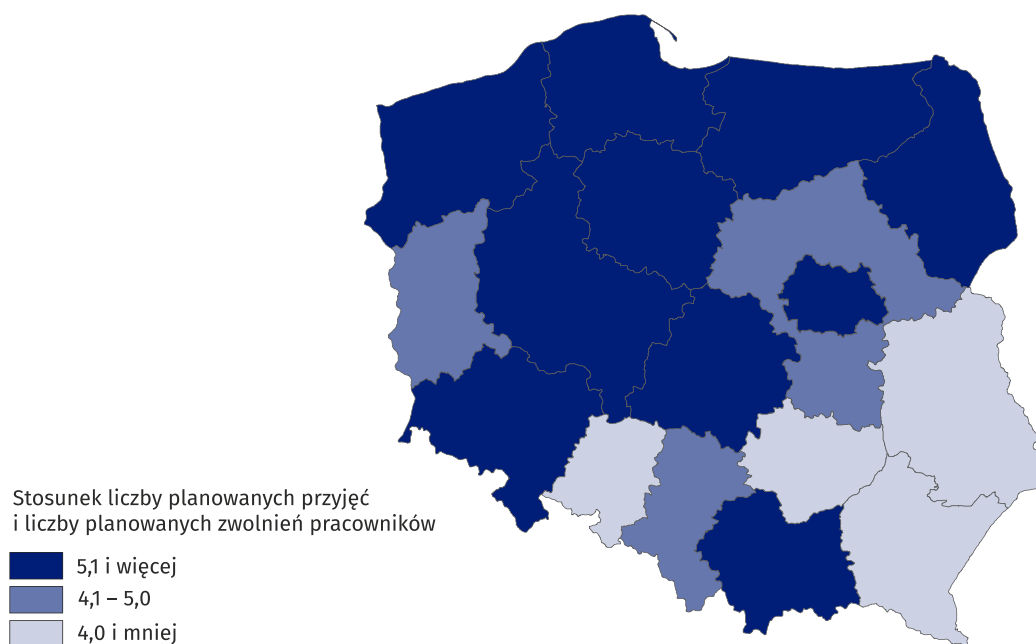 Stosunek liczby planowanych przyjęć
i liczby planowanych zwolnień pracowników
5,1 i więcej
4,1 – 5,0
4,0 i mniej